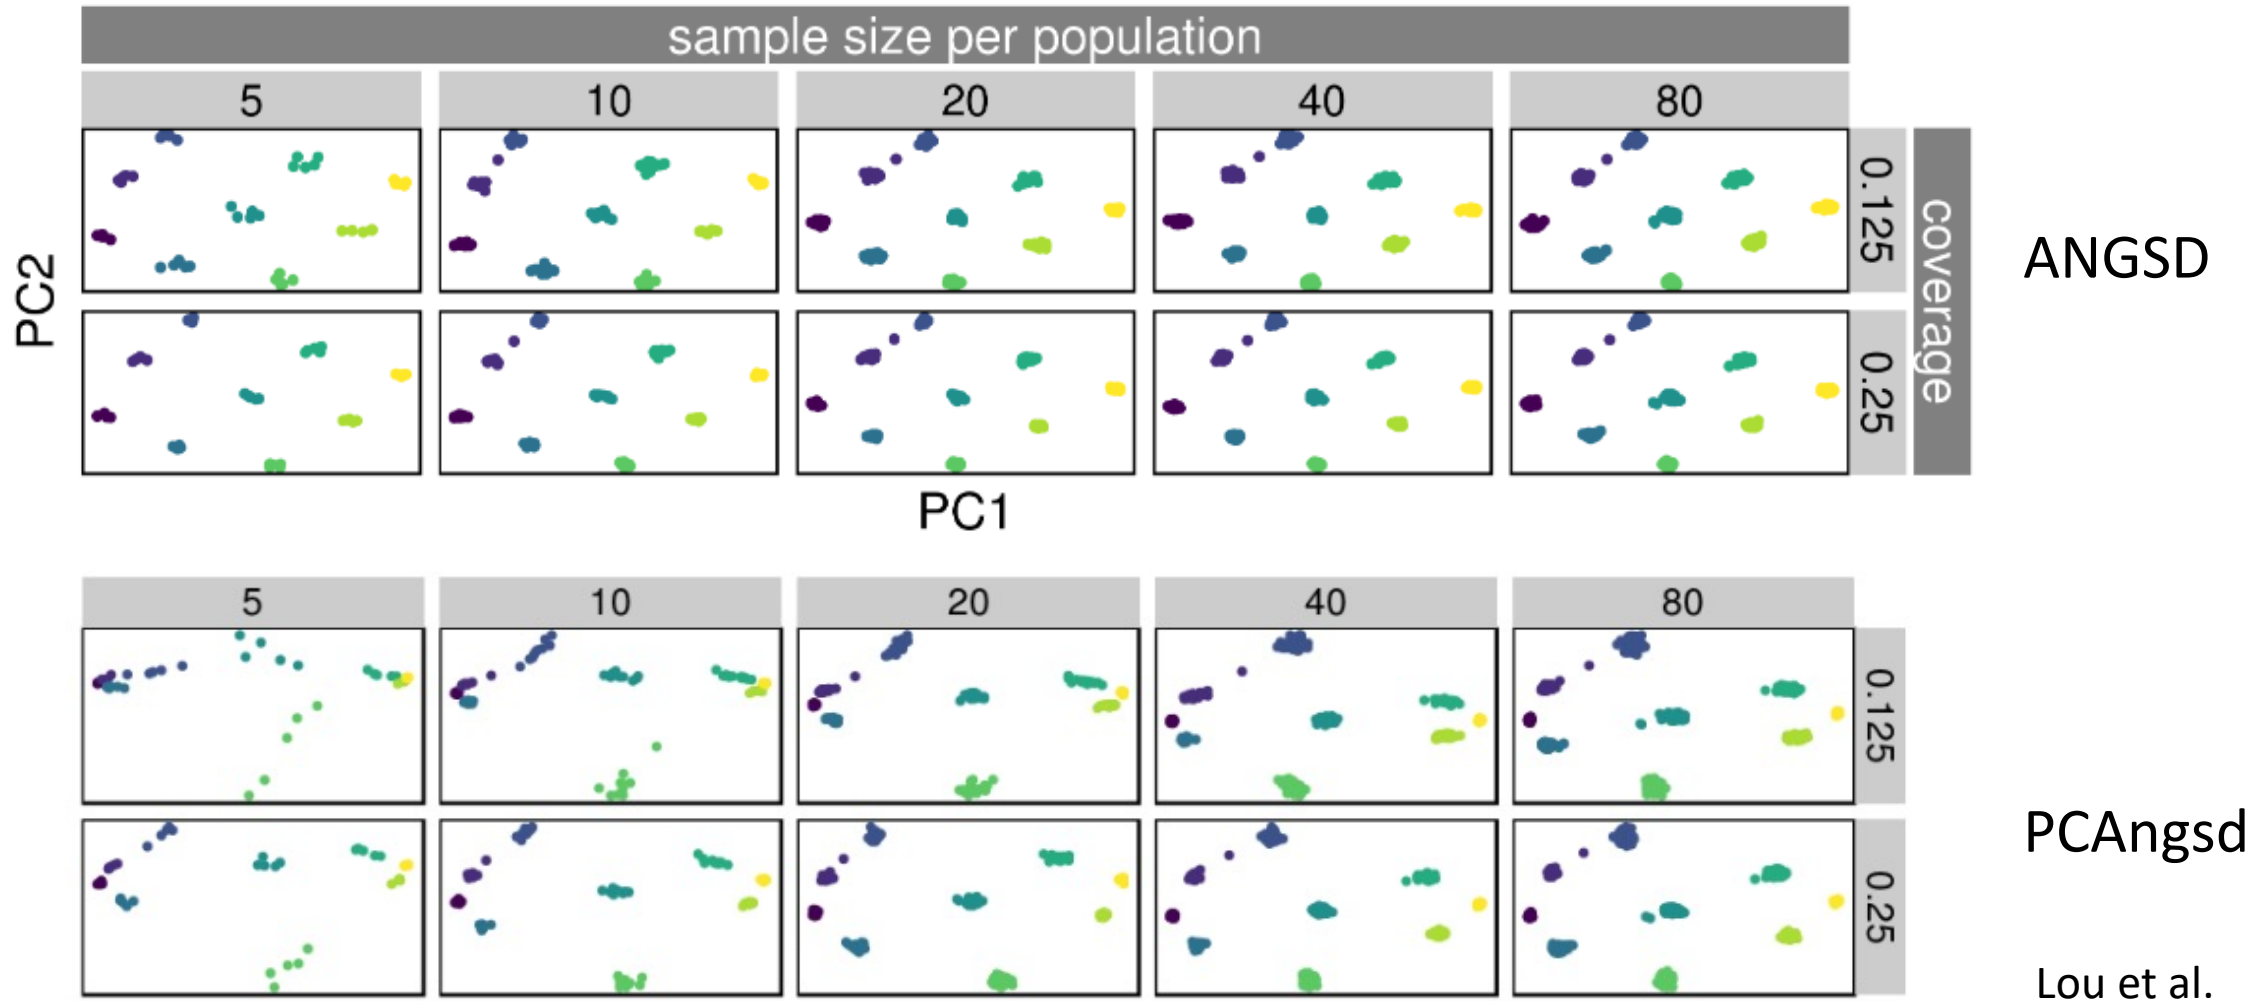 sample size per population
5 10 20 40 80
PC2
0.125
0.25
coverage
ANGSD
PC1
5 10 20 40 80
0.125
0.25
PCAngsd
Lou et al.